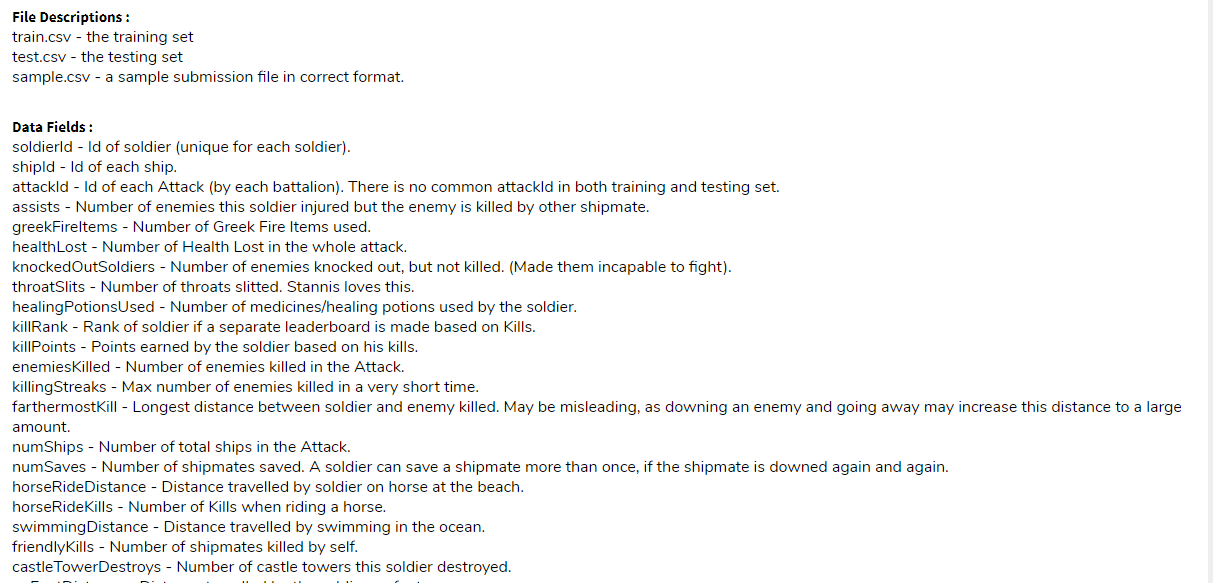 File Descriptions :
train.csv - the training set
test.csv - the testing set
sample.csv - a sample submission file in correct format.
Data Fields :
soldierId - Id of soldier (unique for each soldier).
shipId - Id of each ship.
attackId - Id of each Attack (by each battalion). There is no common attackId in both training and testing set.
assists - Number of enemies this soldier injured but the enemy is killed by other shipmate.
greekFireItems - Number of Greek Fire Items used.
healthLost - Number of Health Lost in the whole attack.
knockedOutSoldiers - Number of enemies knocked out, but not killed. (Made them incapable to fight).
throatSlits - Number of throats slitted. Stannis loves this.
healingPotionsUsed - Number of medicines/healing potions used by the soldier.
killRank - Rank of soldier if a separate leaderboard is made based on Kills.
killPoints - Points earned by the soldier based on his kills.
enemiesKilled - Number of enemies killed in the Attack.
killingStreaks - Max number of enemies killed in a very short time.
farthermostKill - Longest distance between soldier and enemy killed. May be misleading, as downing an enemy and going away may increase this distance to a large
amount.
numShips - Number of total ships in the Attack.
numSaves - Number of shipmates saved. A soldier can save a shipmate more than once, if the shipmate is downed again and again.
horseRideDistance - Distance travelled by soldier on horse at the beach.
horseRideKills - Number of Kills when riding a horse.
swimmingDistance - Distance travelled by swimming in the ocean.
friendlyKills - Number of shipmates killed by self.
castleTowerDestroys - Number of castle towers this soldier destroyed.